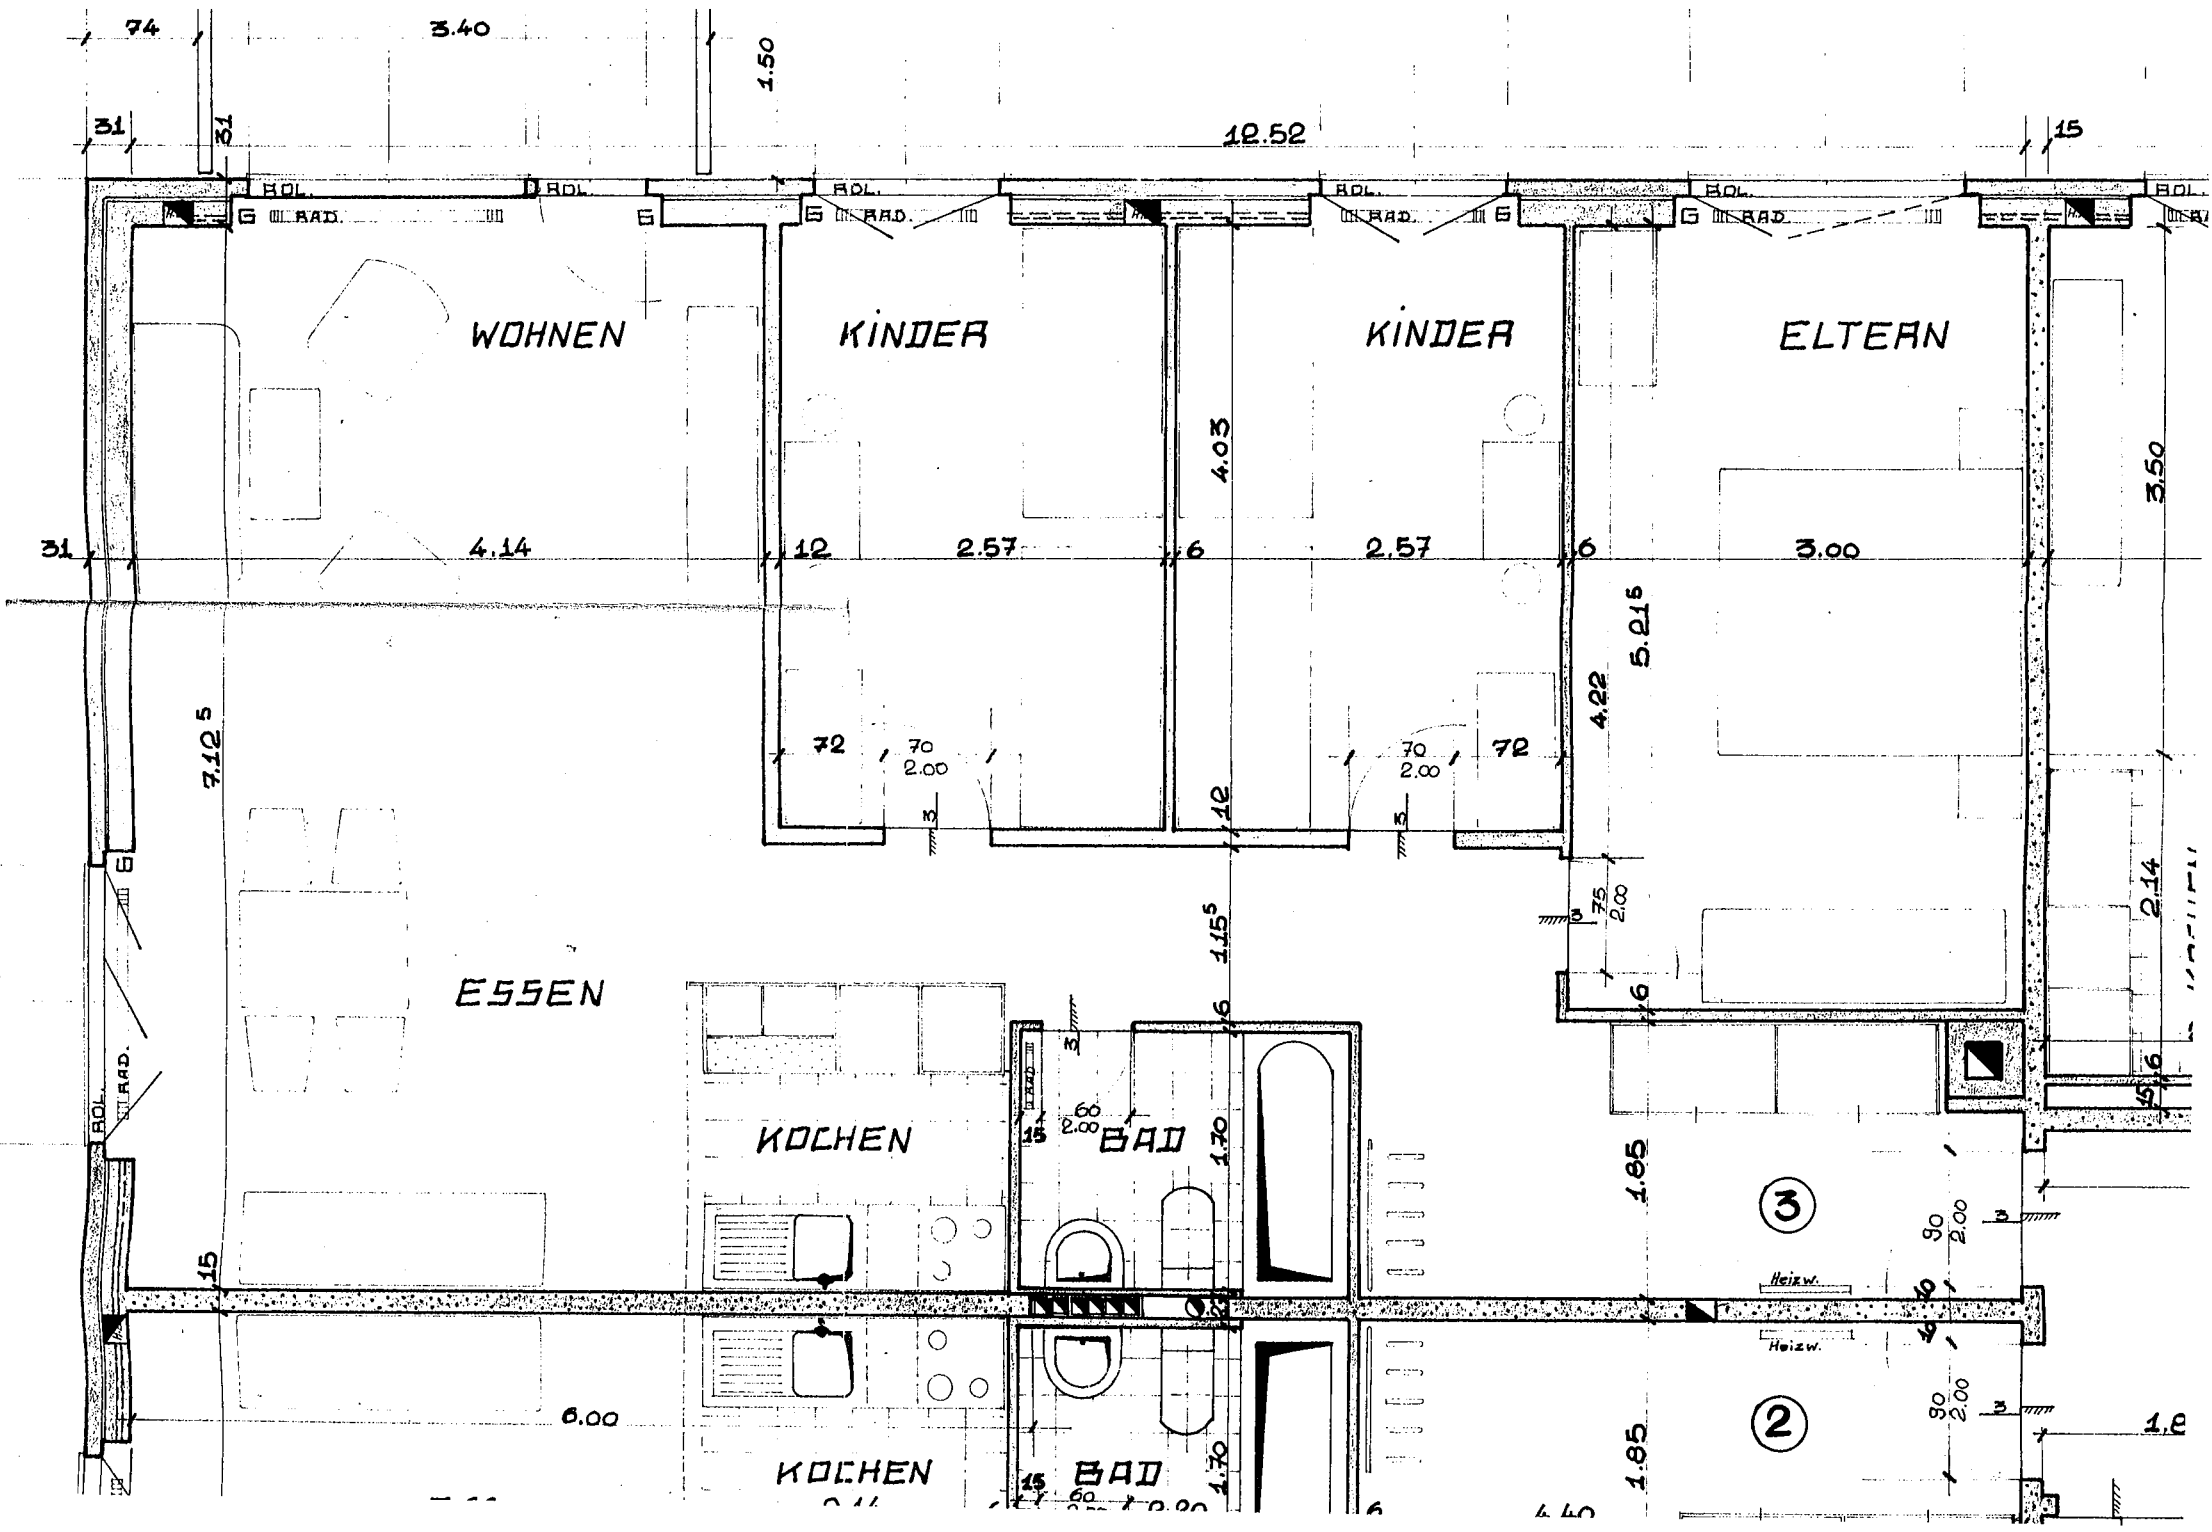 74
3.40
1.50
31
31
12.52
15
ROL.
ROL.
ROL.
ROL.
ROL.
ROL.
G
RAD.
G
G
RAD.
RAD.
G
G
RAD.
WOHNEN
KINDER
KINDER
ELTERN
4.03
3.50
31
4.14
12
2.57
6
2.57
6
3.00
5.21⁵
4.22
7.12⁵
72
70
2.00
70
2.00
72
12
3
3
G
75
2.00
3
2.14
1.15⁵
ESSEN
6
6
3
RAD.
ROL.
RAD
15
60
2.00
KOCHEN
BAD
1.70
1.85
6
15
3
90
2.00
3
15
Heizw.
10
10
Heizw.
6.00
90
2.00
3
2
KOCHEN
15
BAD
60
1.70
1.85
6
4.40